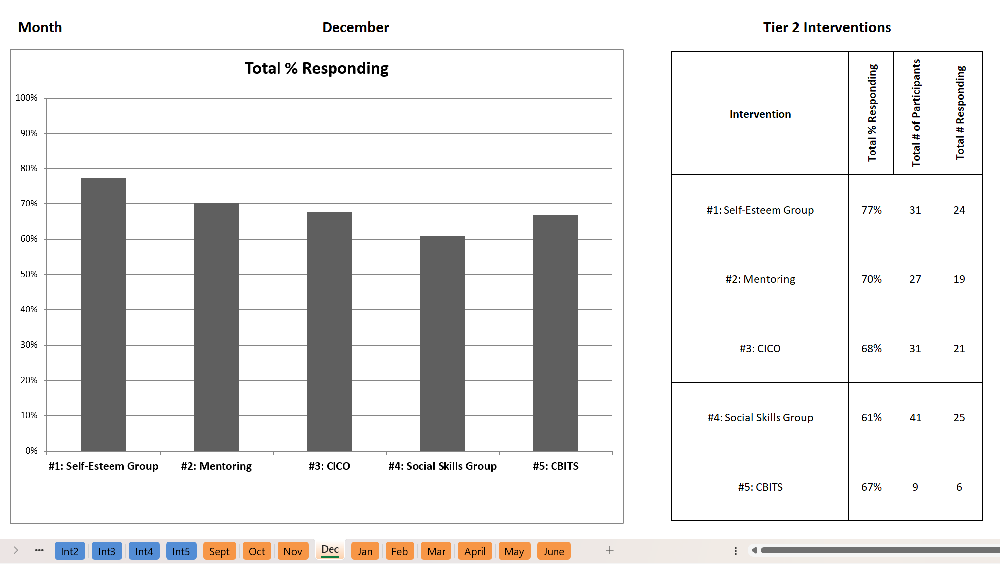 Month
December
Tier 2 Interventions
Total % Responding
100%
90%
80%
70%
60%
50%
40%
30%
20%
10%
0%
#1: Self-Esteem Group #2: Mentoring #3: CICO #4: Social Skills Group #5: CBITS
Intervention Total % Responding Total # of Participants Total # Responding
#1: Self-Esteem Group 77% 31 24
#2: Mentoring 70% 27 19
#3: CICO 68% 31 21
#4: Social Skills Group 61% 41 25
#5: CBITS 67% 9 6
Int2 Int3 Int4 Int5 Sept Oct Nov Dec Jan Feb Mar April May June